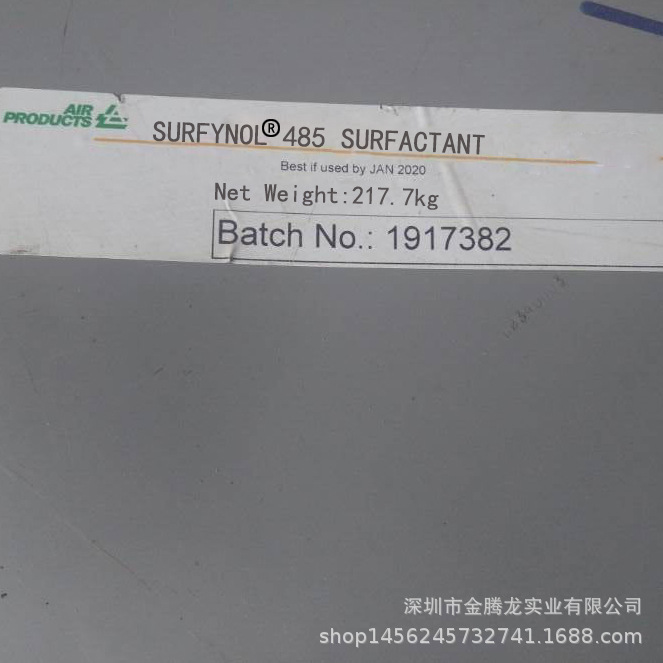 AIR
PRODUCTS
SURFYNOL® 485 SURFACTANT
Best if used by JAN 2020
Net Weight:217.7kg
Batch No.: 1917382
深圳市金腾龙实业有限公司
shop1456245732741.1688.com